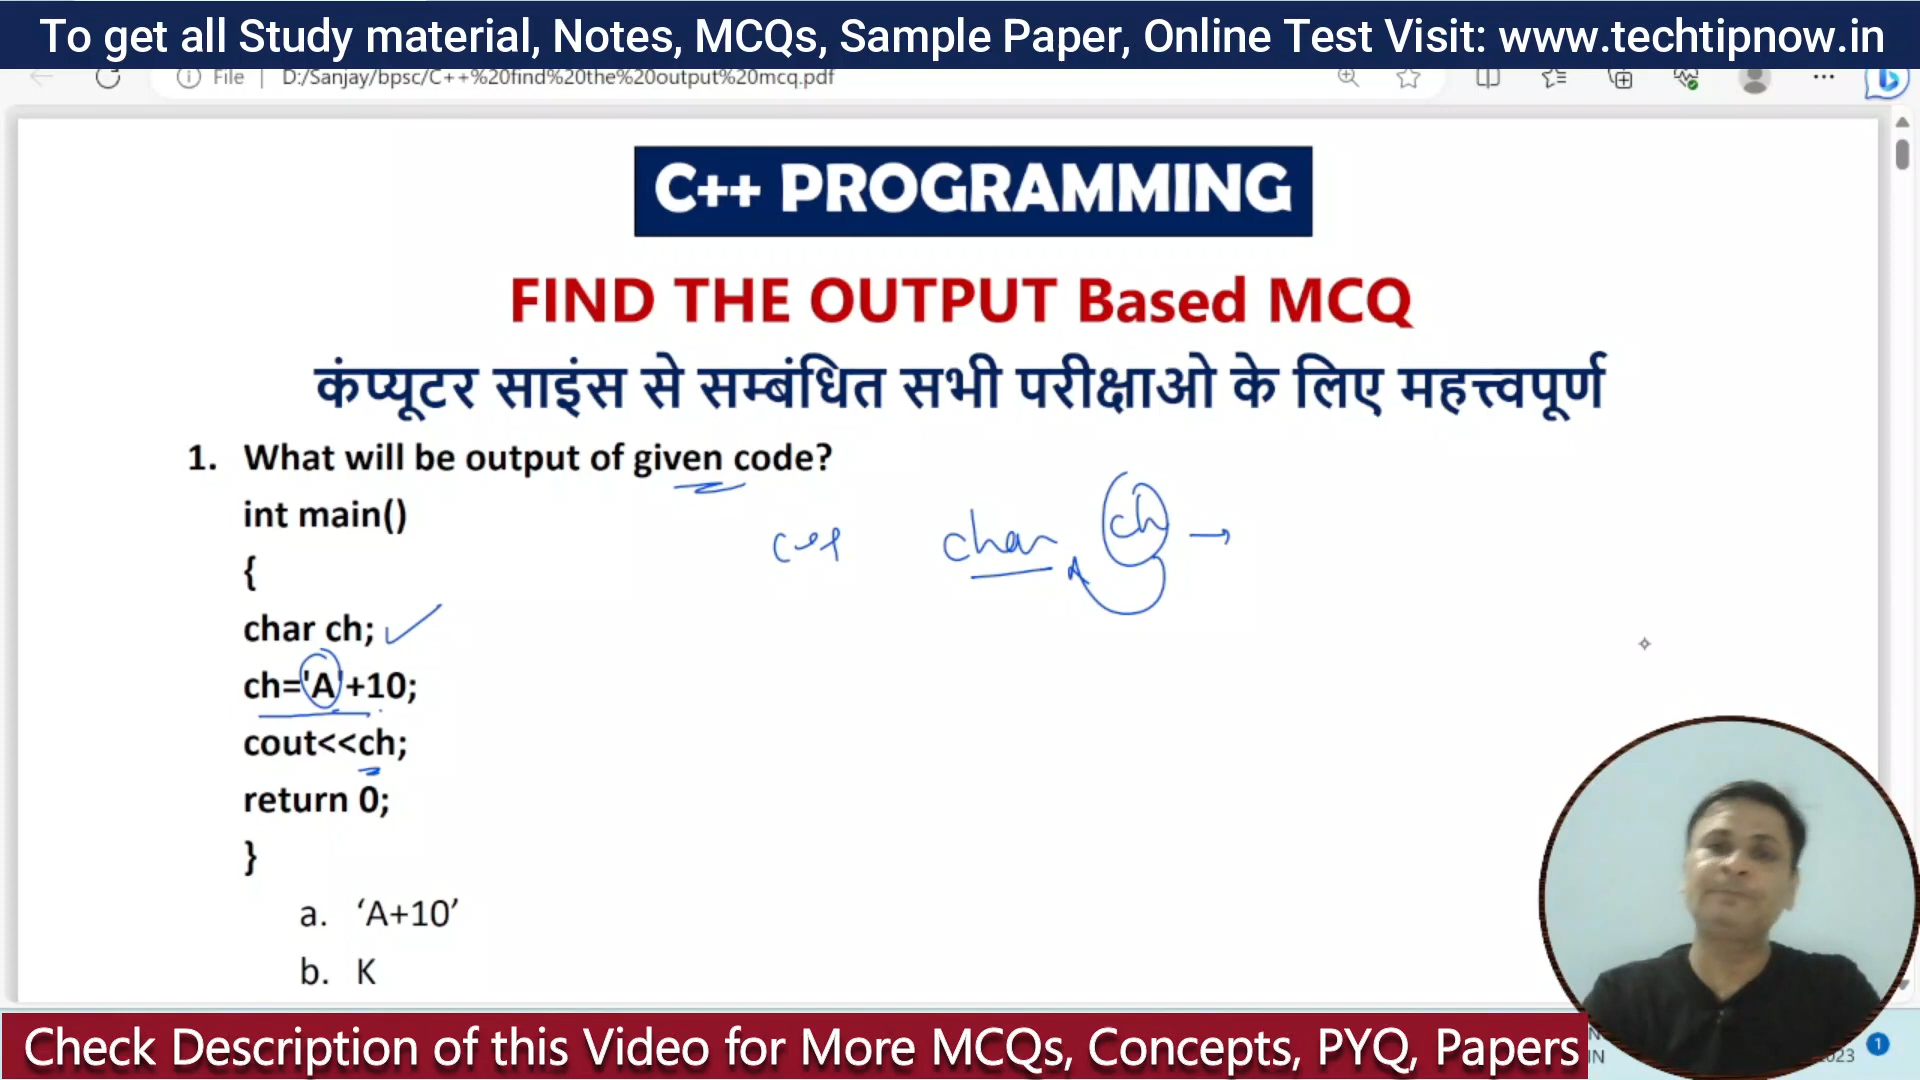 To get all Study material, Notes, MCQs, Sample Paper, Online Test Visit: www.techtipnow.in
File | D:/Sanjay/bpsc/C++%20find%20the%20output%20mcq.pdf
C++ PROGRAMMING
FIND THE OUTPUT Based MCQ
कंप्यूटर साइंस से सम्बंधित सभी परीक्षाओ के लिए महत्त्वपूर्ण
1. What will be output of given code?
int main()
{
char ch;
char ch →
ch='A'+10;
cout<<ch;
return 0;
}
a. ‘A+10’
b. K
Check Description of this Video for More MCQs, Concepts, PYQ, Papers
IN
1